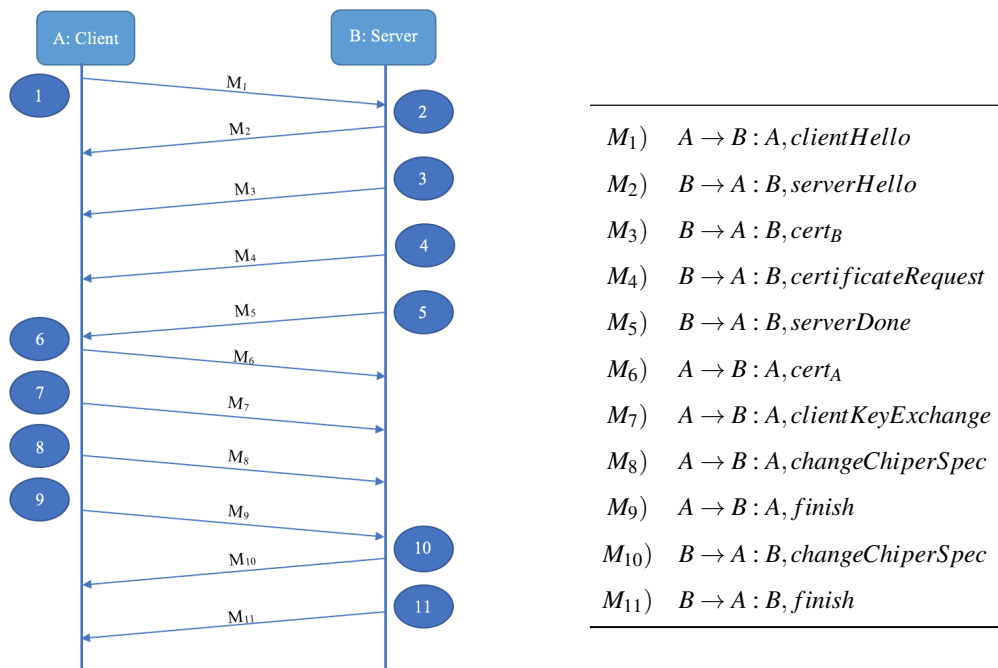 A: Client
B: Server
1
M₁
2
M₂
3
M₃
4
M₄
5
M₅
6
M₆
7
M₇
8
M₈
9
M₉
10
M₁₀
11
M₁₁
M₁) A → B : A, clientHello
M₂) B → A : B, serverHello
M₃) B → A : B, cert_B
M₄) B → A : B, certificateRequest
M₅) B → A : B, serverDone
M₆) A → B : A, cert_A
M₇) A → B : A, clientKeyExchange
M₈) A → B : A, changeChiperSpec
M₉) A → B : A, finish
M₁₀) B → A : B, changeChiperSpec
M₁₁) B → A : B, finish